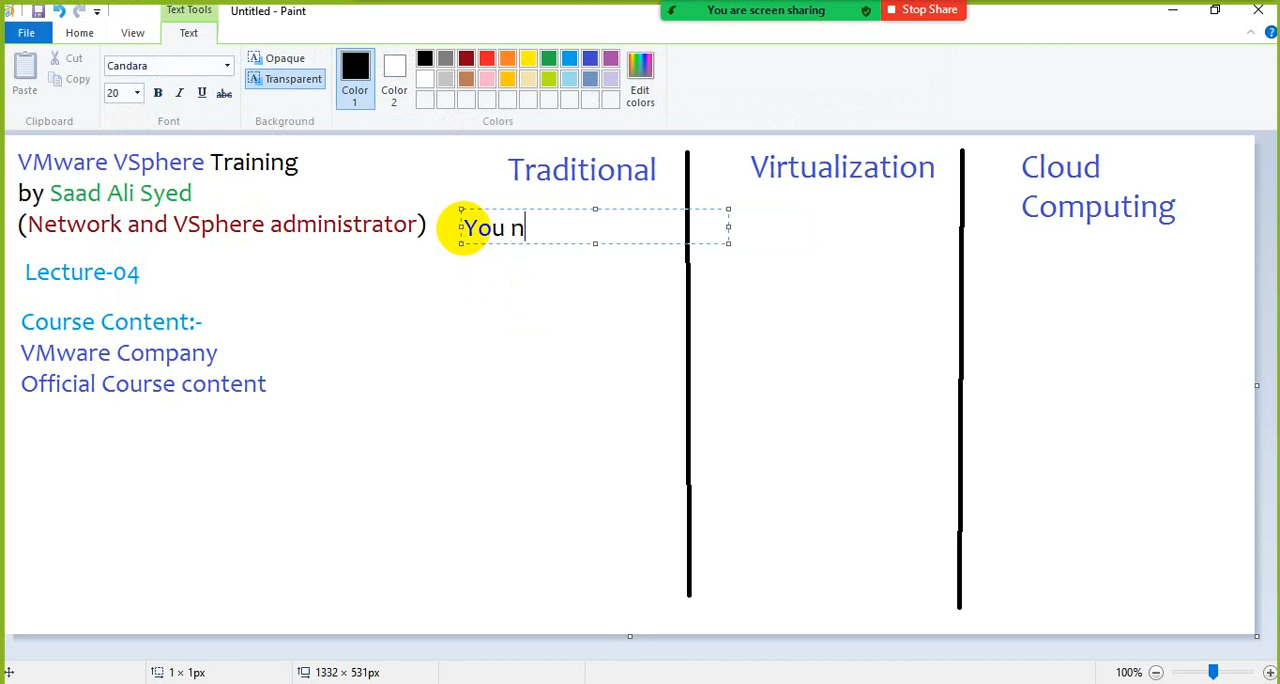 Text Tools
Untitled - Paint
You are screen sharing
Stop Share
File
Home
View
Text
Paste
Cut
Copy
Clipboard
Candara
20
B I U abc
Font
Opaque
Transparent
Background
Color 1
Color 2
Edit colors
Colors
VMware VSphere Training
by Saad Ali Syed
(Network and VSphere administrator)
Lecture-04
Course Content:-
VMware Company
Official Course content
Traditional
You n
Virtualization
Cloud
Computing
1 × 1px
1332 × 531px
100%